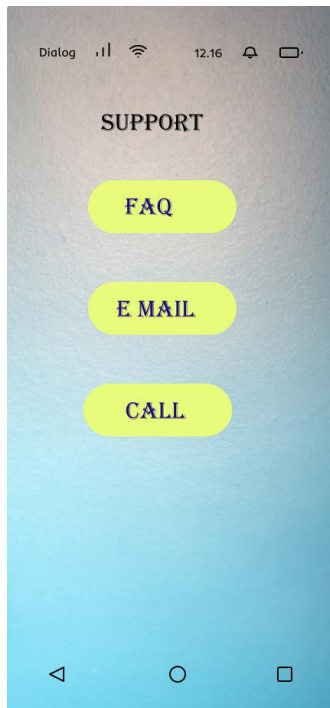 Dialog 12.16
SUPPORT
FAQ
E MAIL
CALL